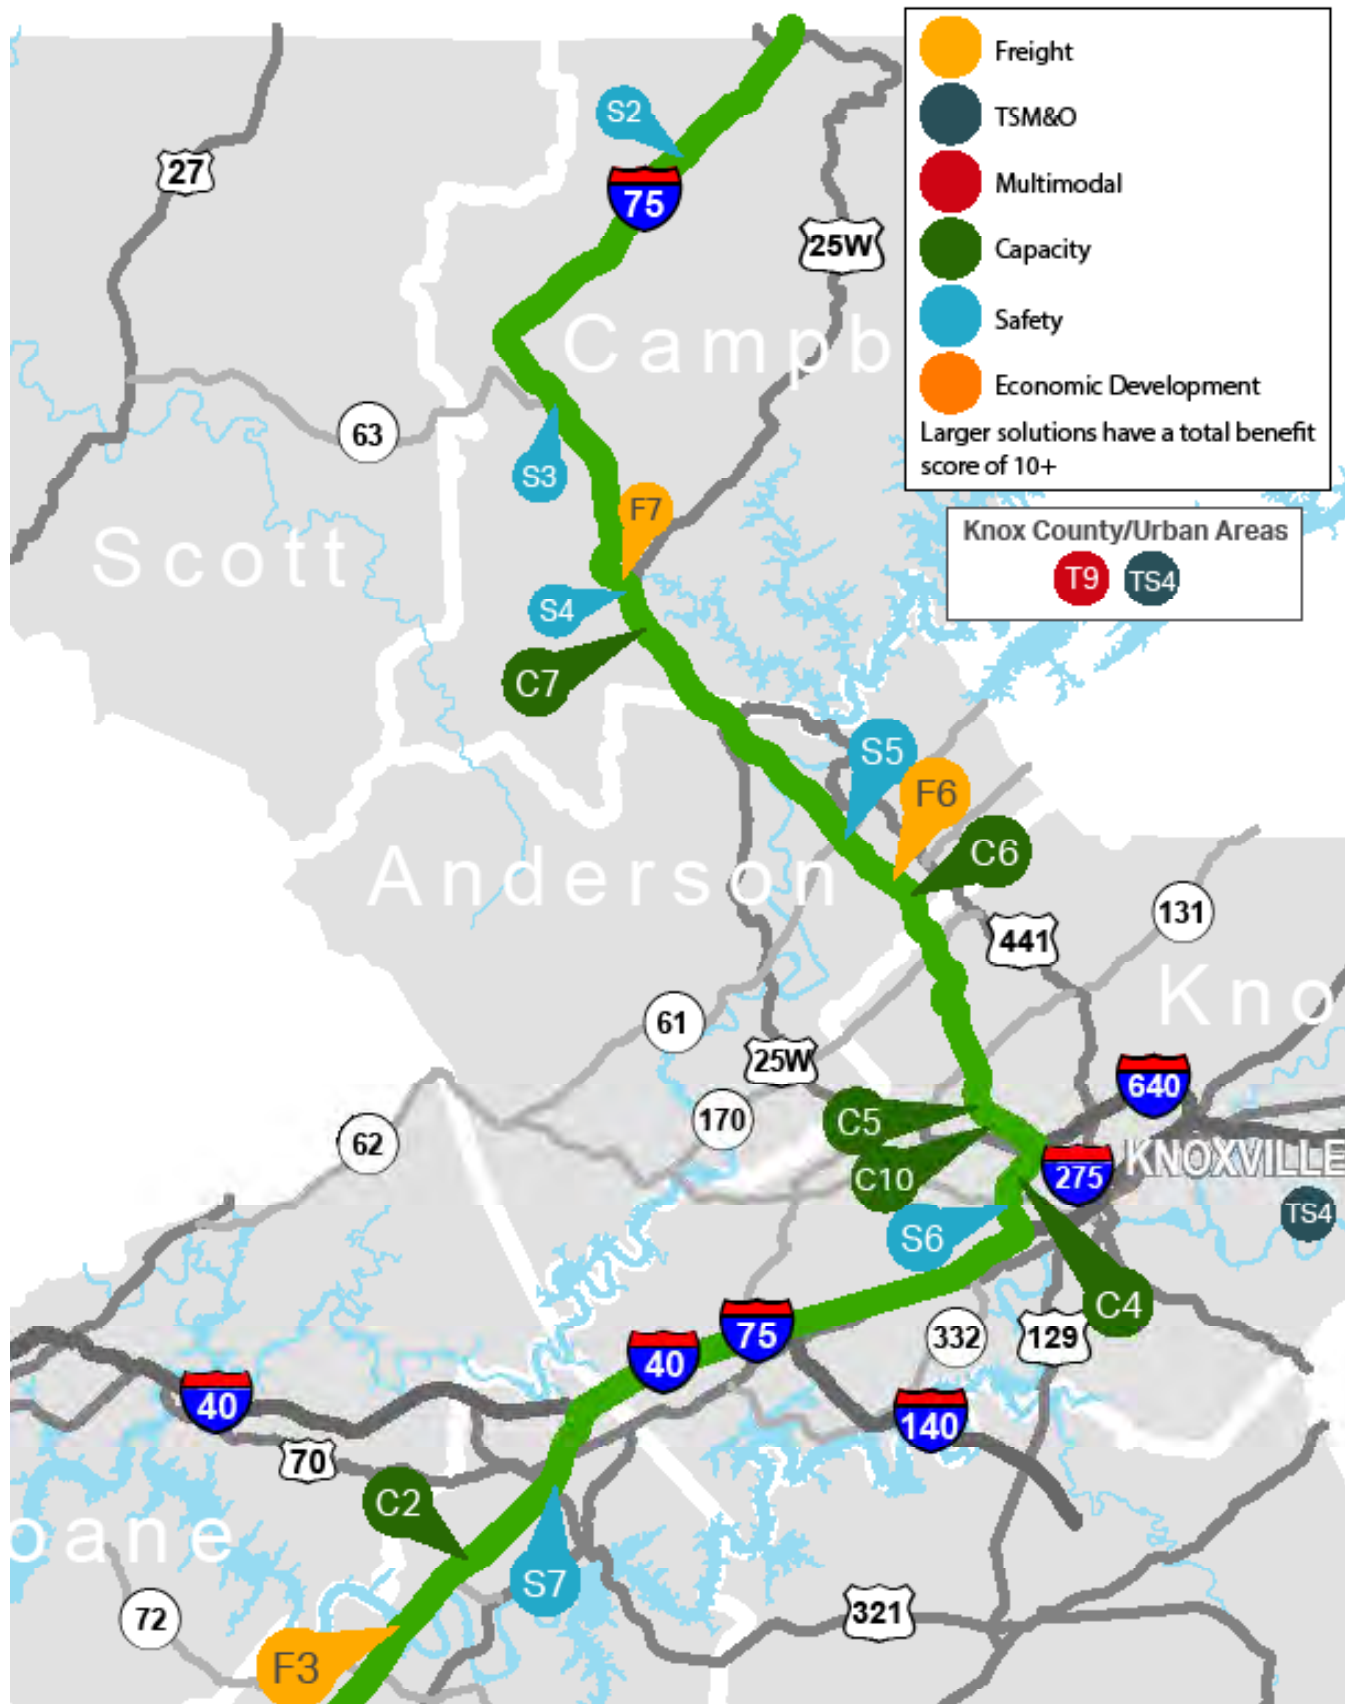 Freight
TSM&O
Multimodal
Capacity
Safety
Economic Development
Larger solutions have a total benefit
score of 10+
Knox County/Urban Areas
T9 TS4
S2
27
75
25W
Campb
63
S3
F7
Scott
S4
C7
S5
F6
C6
Anderson
131
441
Kno
61
25W
640
C5
170
62
KNOXVILLE
C10
275
TS4
S6
C4
75
332
129
40
40
140
70
C2
oane
S7
321
72
F3